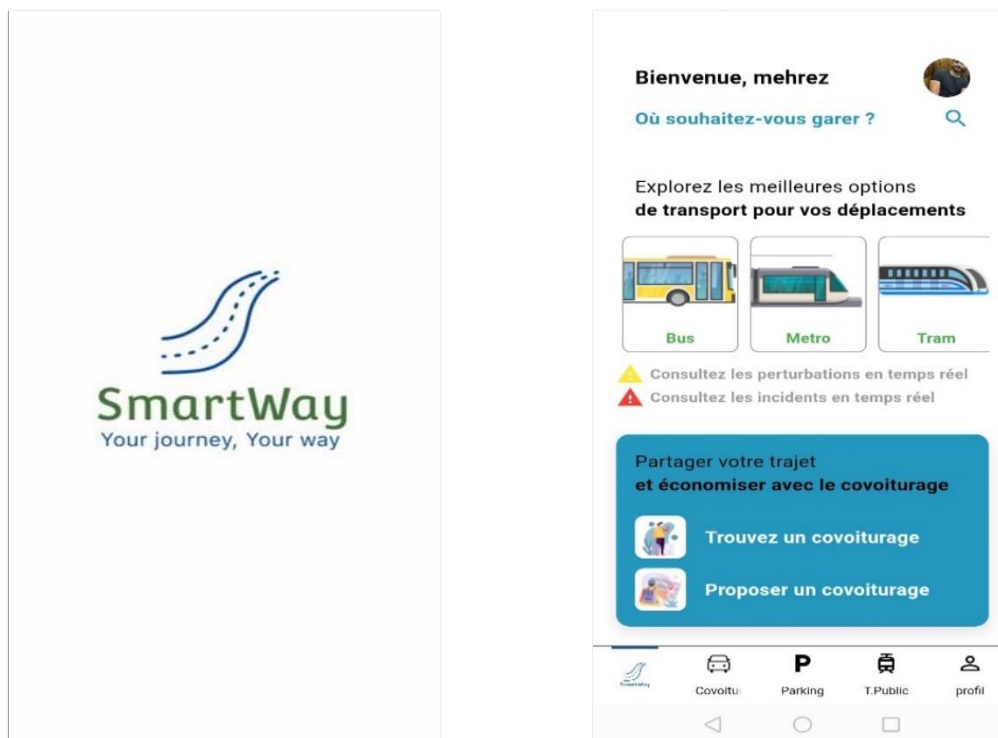 SmartWay
Your journey, Your way
Bienvenue, mehrez
Où souhaitez-vous garer ?
Explorez les meilleures options
de transport pour vos déplacements
Bus
Metro
Tram
Consultez les perturbations en temps réel
Consultez les incidents en temps réel
Partager votre trajet
et économiser avec le covoiturage
Trouvez un covoiturage
Proposer un covoiturage
SmartWay
Covoitu
P
Parking
T.Public
profil